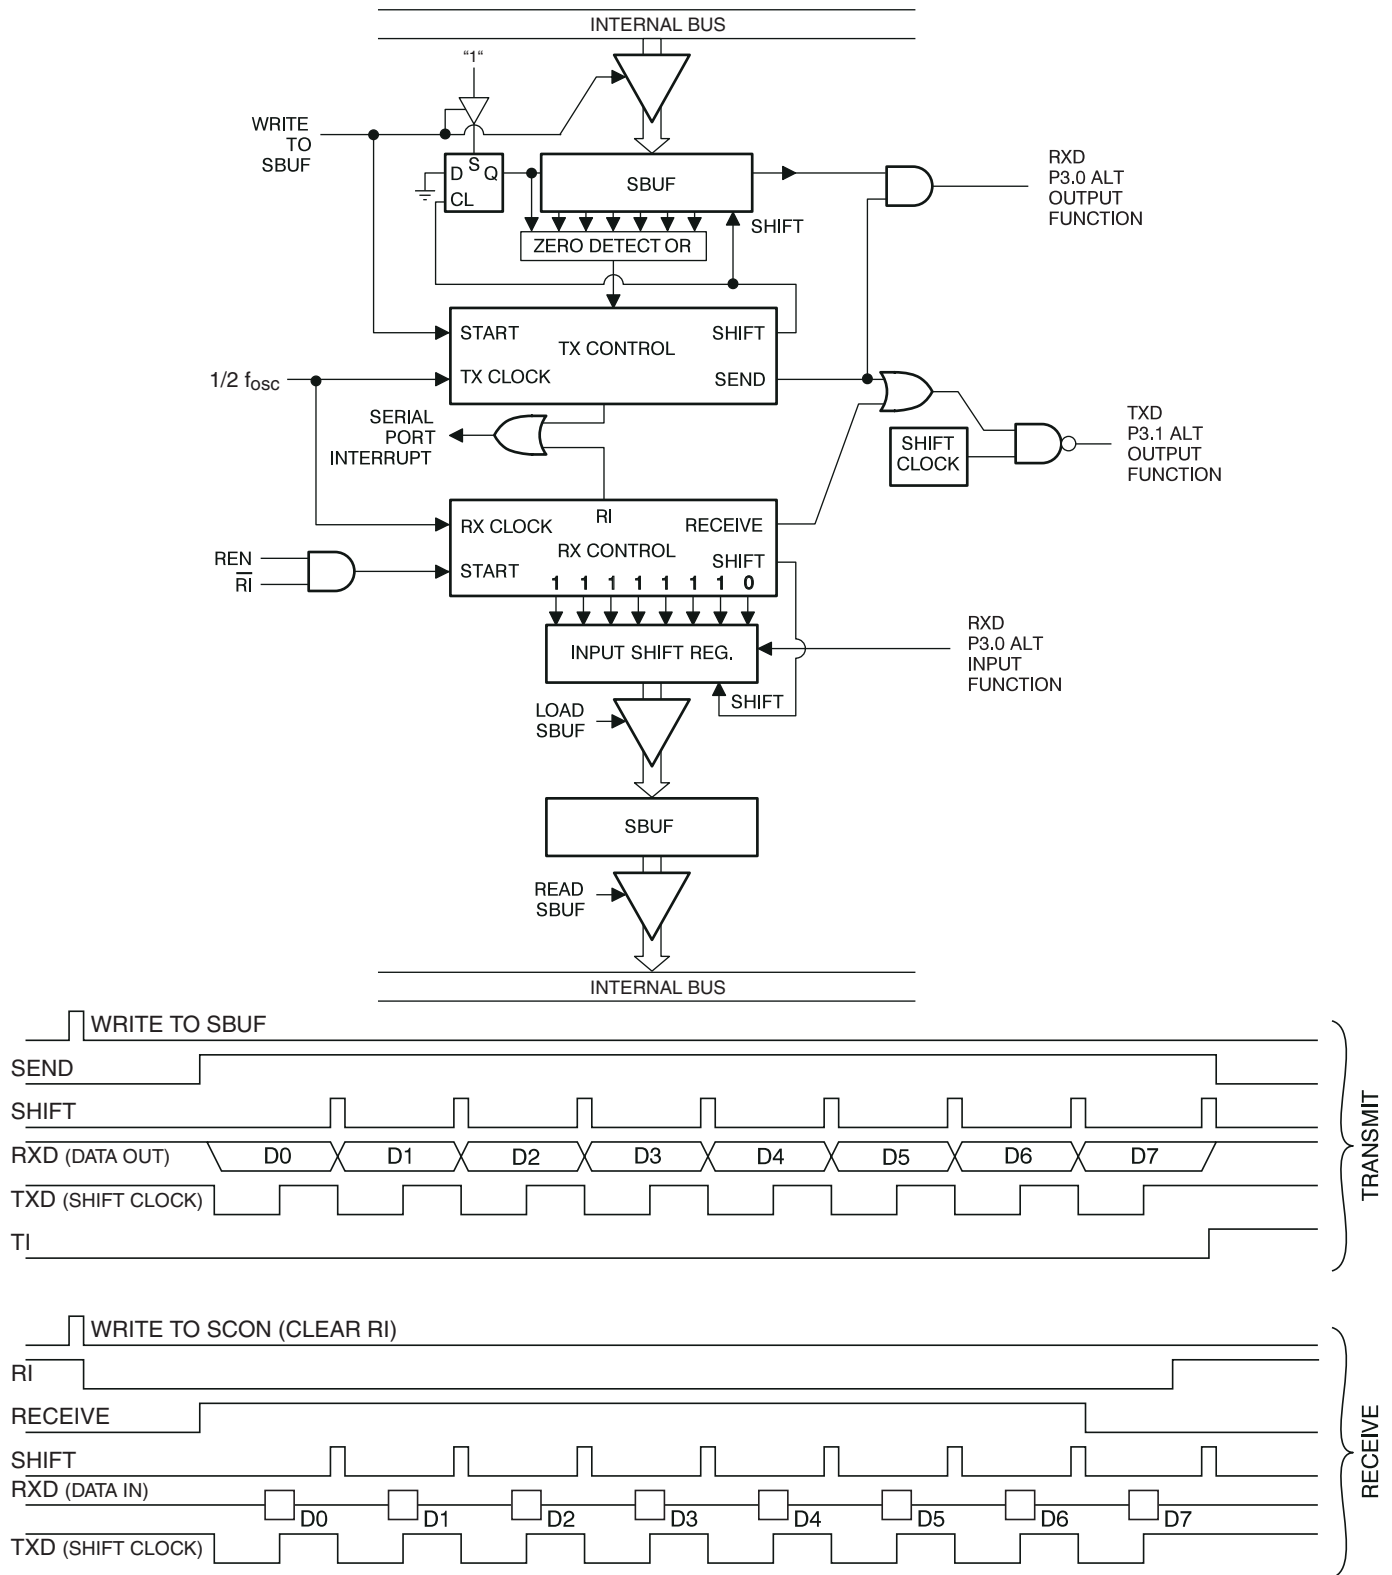 INTERNAL BUS
“1“
WRITE
TO
SBUF
D S Q
CL
SBUF
SHIFT
ZERO DETECT OR
RXD
P3.0 ALT
OUTPUT
FUNCTION
START
SHIFT
TX CONTROL
1/2 fOSC
TX CLOCK
SEND
SERIAL
PORT
INTERRUPT
SHIFT
CLOCK
TXD
P3.1 ALT
OUTPUT
FUNCTION
RI
RX CLOCK
RECEIVE
RX CONTROL
SHIFT
REN
RI
START
1 1 1 1 1 1 1 0
INPUT SHIFT REG.
RXD
P3.0 ALT
INPUT
FUNCTION
SHIFT
LOAD
SBUF
SBUF
READ
SBUF
INTERNAL BUS
WRITE TO SBUF
SEND
SHIFT
RXD (DATA OUT) D0 D1 D2 D3 D4 D5 D6 D7
TXD (SHIFT CLOCK)
TI
TRANSMIT
WRITE TO SCON (CLEAR RI)
RI
RECEIVE
SHIFT
RXD (DATA IN) D0 D1 D2 D3 D4 D5 D6 D7
TXD (SHIFT CLOCK)
RECEIVE